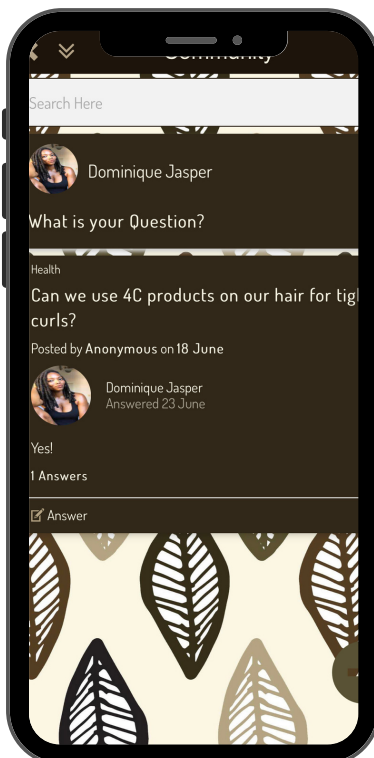 Community
Search Here
Dominique Jasper
What is your Question?
Health
Can we use 4C products on our hair for tigh
curls?
Posted by Anonymous on 18 June
Dominique Jasper
Answered 23 June
Yes!
1 Answers
Answer